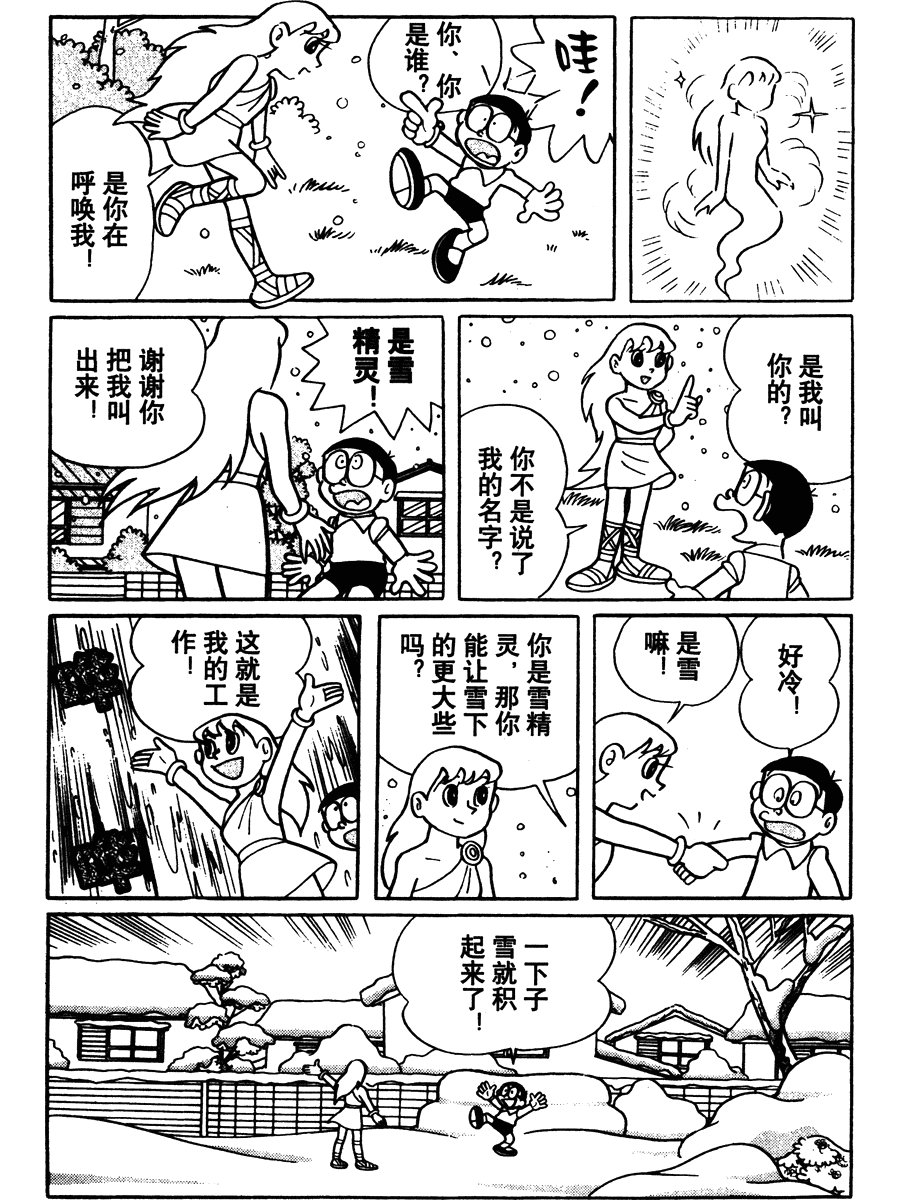 哇！
你、你
是谁？
是你在
呼唤我！
是我叫
你的？
你不是说了
我的名字？
是雪
精灵！
谢谢你
把我叫
出来！
好冷！
是雪
嘛！
你是雪精
灵，那你
能让雪下
的更大些
吗？
这就是
我的工
作！
一下子
雪就积
起来了！